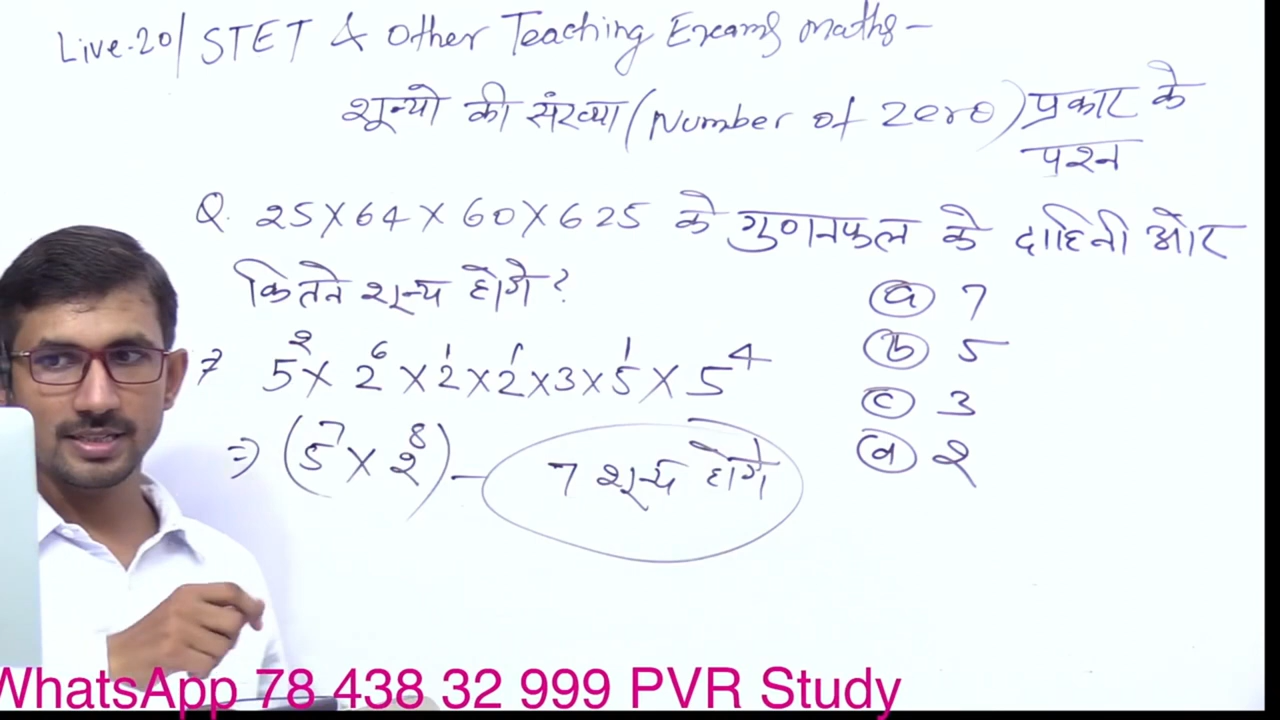 Live-20/ STET & Other Teaching Exams maths-
शून्यो की संख्या (Number of Zero) प्रकार के
प्रश्न
Q. 25×64×60×625 के गुणनफल के दाहिनी ओर
कितने शून्य होंगे?
(a) 7
(b) 5
(c) 3
(d) २
⇒ 5² × 2⁶ × 2¹ × 2¹ × 3 × 5¹ × 5⁴
⇒ (5⁷ × 2⁸) – 7 शून्य होंगे
WhatsApp 78 438 32 999 PVR Study